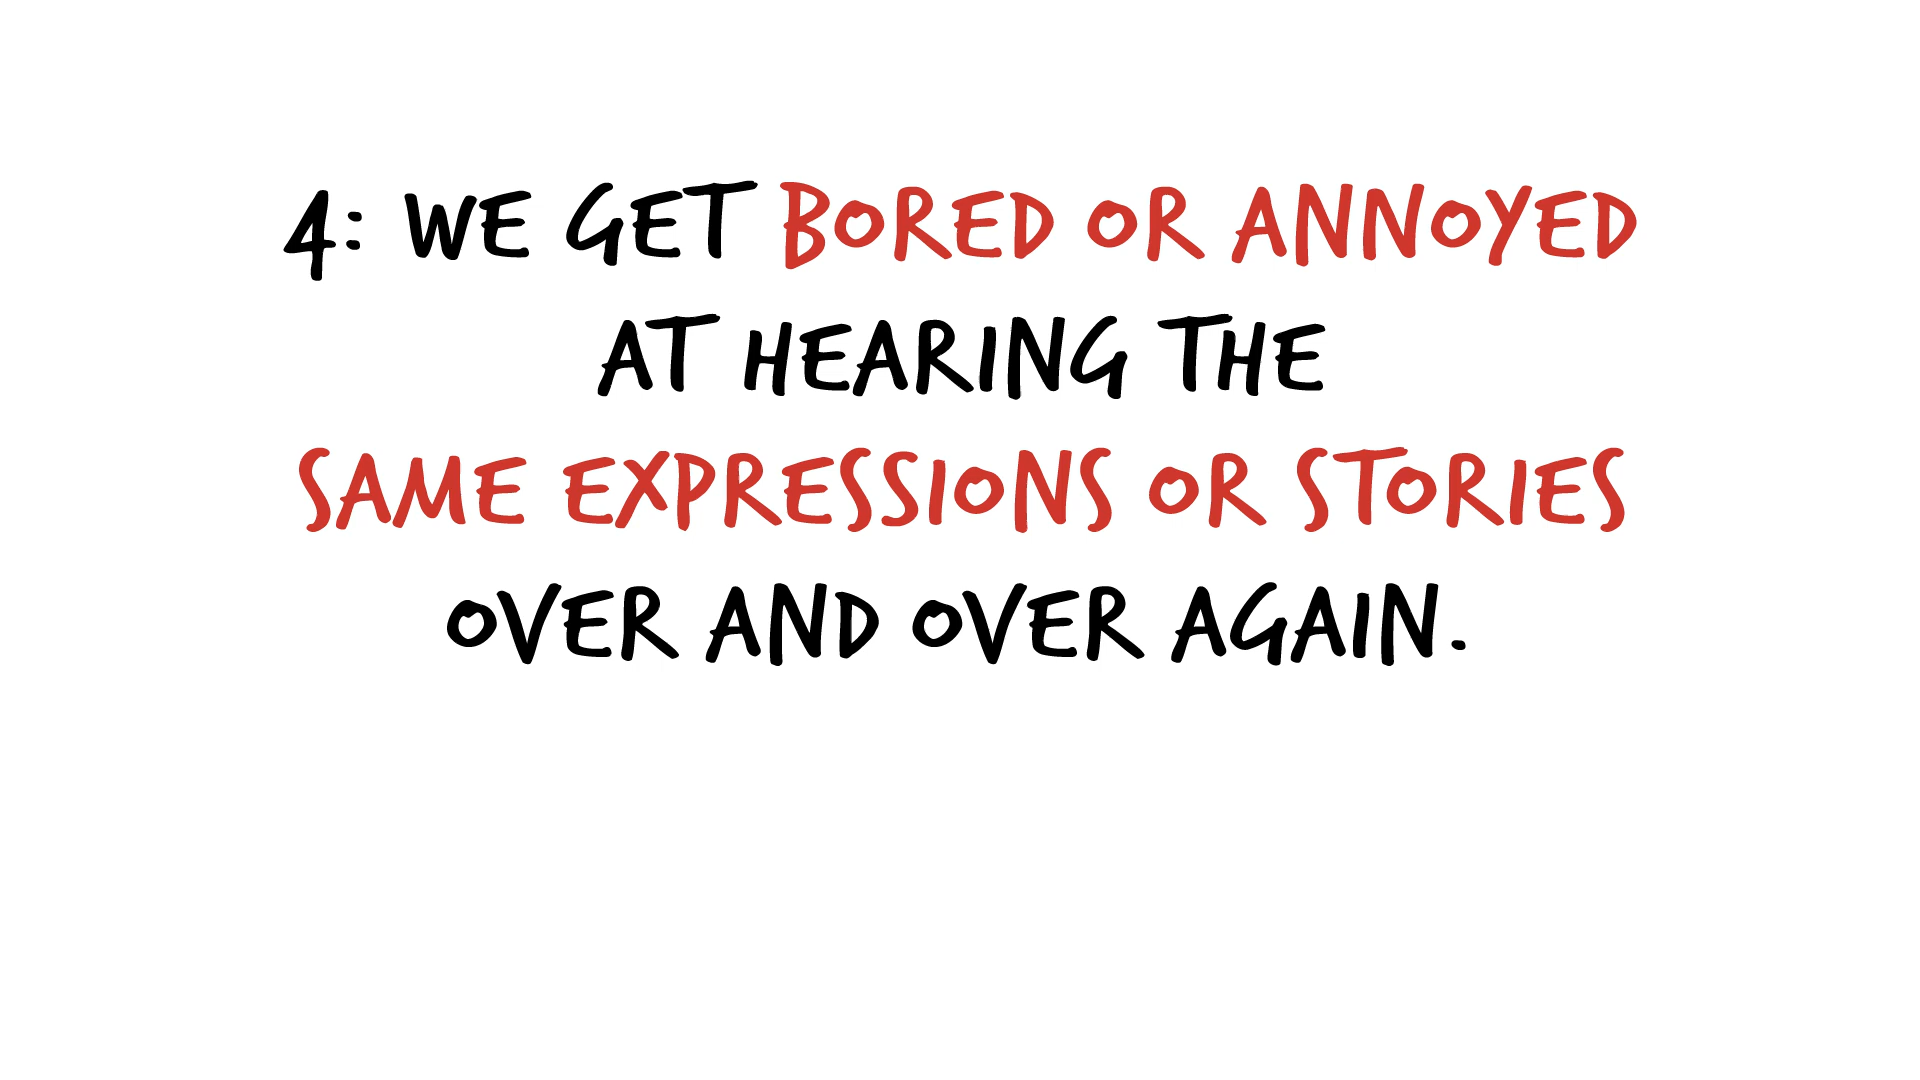 4: WE GET BORED OR ANNOYED
AT HEARING THE
SAME EXPRESSIONS OR STORIES
OVER AND OVER AGAIN.